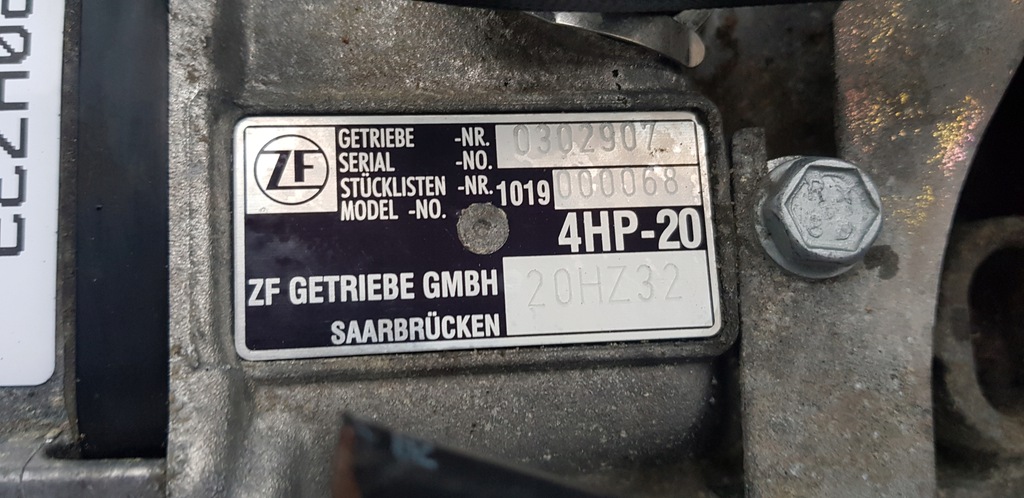 ZF
GETRIEBE -NR. 0302907
SERIAL -NO.
STÜCKLISTEN -NR. 1019 000068
MODEL -NO.
4HP-20
ZF GETRIEBE GMBH 20HZ32
SAARBRÜCKEN